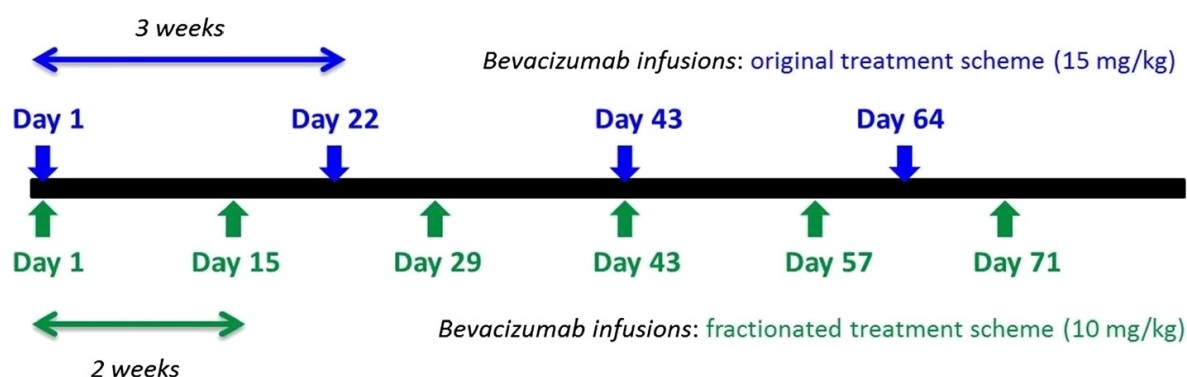 3 weeks
Bevacizumab infusions: original treatment scheme (15 mg/kg)
Day 1 Day 22 Day 43 Day 64
Day 1 Day 15 Day 29 Day 43 Day 57 Day 71
Bevacizumab infusions: fractionated treatment scheme (10 mg/kg)
2 weeks